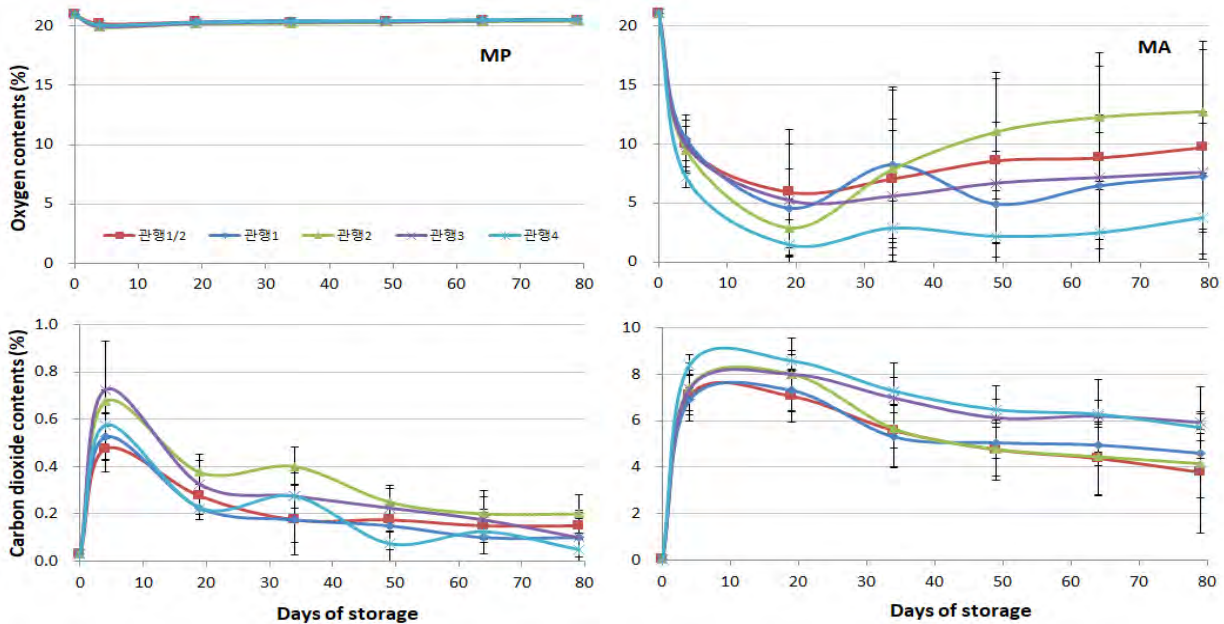 Oxygen contents (%)
20
15
10
5
0
MP
관행1/2
관행1
관행2
관행3
관행4
0 10 20 30 40 50 60 70 80
20
15
10
5
0
MA
0 10 20 30 40 50 60 70 80
Carbon dioxide contents (%)
1.0
0.8
0.6
0.4
0.2
0.0
0 10 20 30 40 50 60 70 80
Days of storage
10
8
6
4
2
0
0 10 20 30 40 50 60 70 80
Days of storage